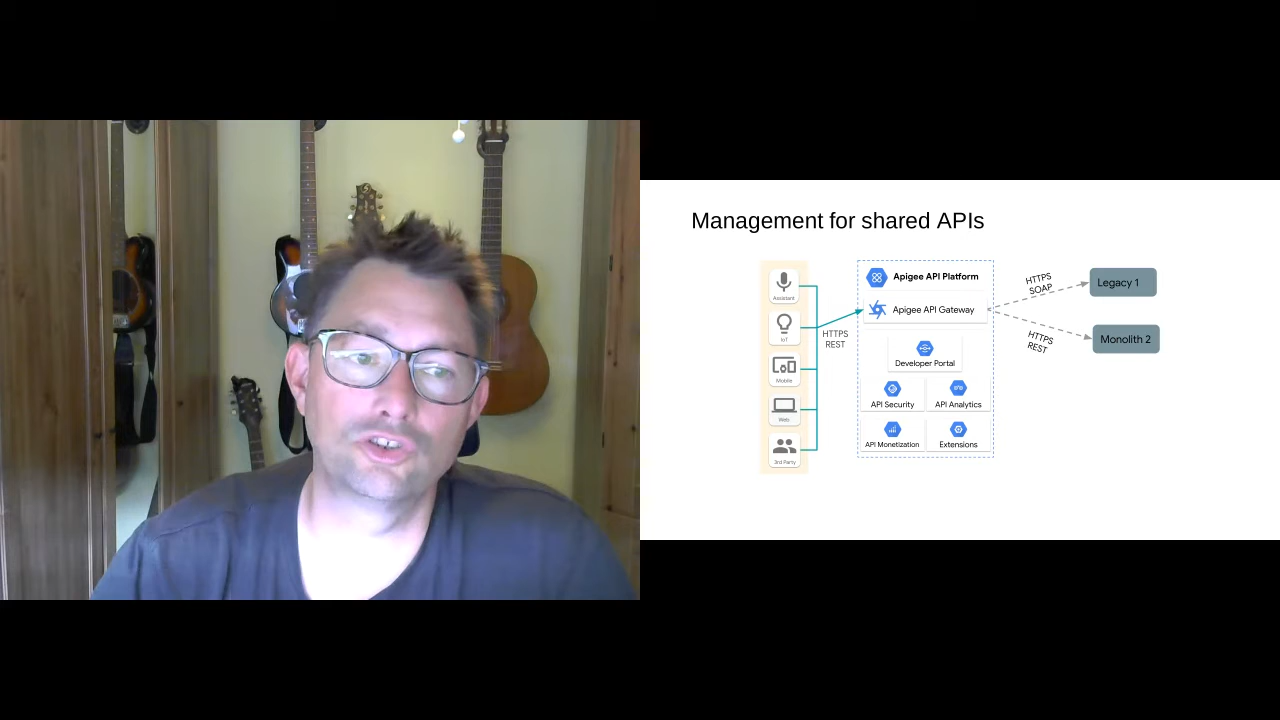 Management for shared APIs
Assistant
IoT
Mobile
Web
3rd Party
HTTPS
REST
Apigee API Platform
Apigee API Gateway
Developer Portal
API Security
API Analytics
API Monetization
Extensions
HTTPS
SOAP
HTTPS
REST
Legacy 1
Monolith 2